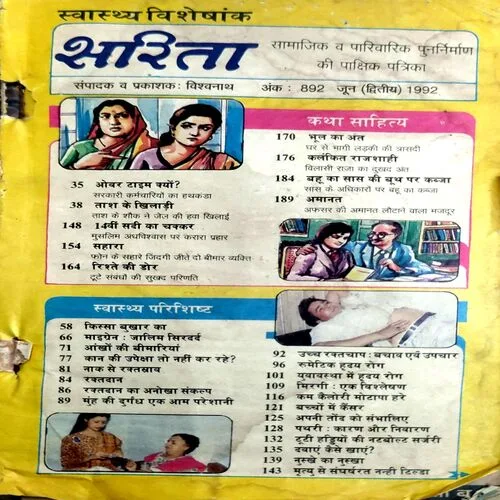 स्वास्थ्य विशेषांक
सरिता
सामाजिक व पारिवारिक पुनर्निर्माण
की पाक्षिक पत्रिका
संपादक व प्रकाशक: विश्वनाथ
अंक: 892 जून (द्वितीय) 1992
35 ओवर टाइम क्यों?
सरकारी कर्मचारियों का हथकंडा
38 ताश के खिलाड़ी
ताश के शौक ने जेल की हवा खिलाई
148 14वीं सदी का चक्कर
मुसलिम अंधविश्वास पर करारा प्रहार
154 सहारा
फोन के सहारे जिंदगी जीते दो बीमार व्यक्ति
164 रिश्ते की डोर
टूटे संबंधों की सुखद परिणति
कथा साहित्य
170 भूल का अंत
घर से भागी लड़की की त्रासदी
176 कलंकित राजशाही
विलासी राजा का दुखद अंत
184 बहू का सास की बूथ पर कब्जा
सास के अधिकारों पर बहू का कब्जा
189 अमानत
अफसर की अमानत लौटाने वाला मजदूर
स्वास्थ्य परिशिष्ट
58 किस्सा बुखार का
66 माइग्रेन: जालिम सिरदर्द
71 आंखों की बीमारियां
77 कान की उपेक्षा तो नहीं कर रहे?
81 नाक से रक्तस्राव
84 रक्तदान
86 रक्तदान का अनोखा संकल्प
89 मुंह की दुर्गंध एक आम परेशानी
92 उच्च रक्तचाप: बचाव एवं उपचार
96 रूमेटिक हृदय रोग
101 युवावस्था में हृदय रोग
109 मिरगी: एक विश्लेषण
116 कम कैलोरी मोटापा हरे
121 बच्चों में कैंसर
125 अपनी तोंद को संभालिए
128 पथरी: कारण और निवारण
132 टूटी हड्डियों की नटबोल्ट सर्जरी
135 दवाएं कैसे खाएं?
139 नुस्खे का नुस्खा
143 मृत्यु से संघर्षरत नन्ही टिल्डा